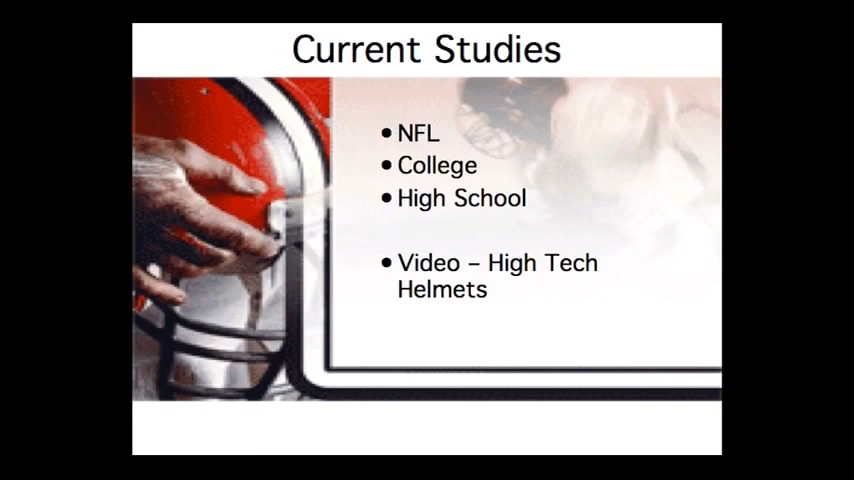 Current Studies
• NFL
• College
• High School
• Video – High Tech
Helmets